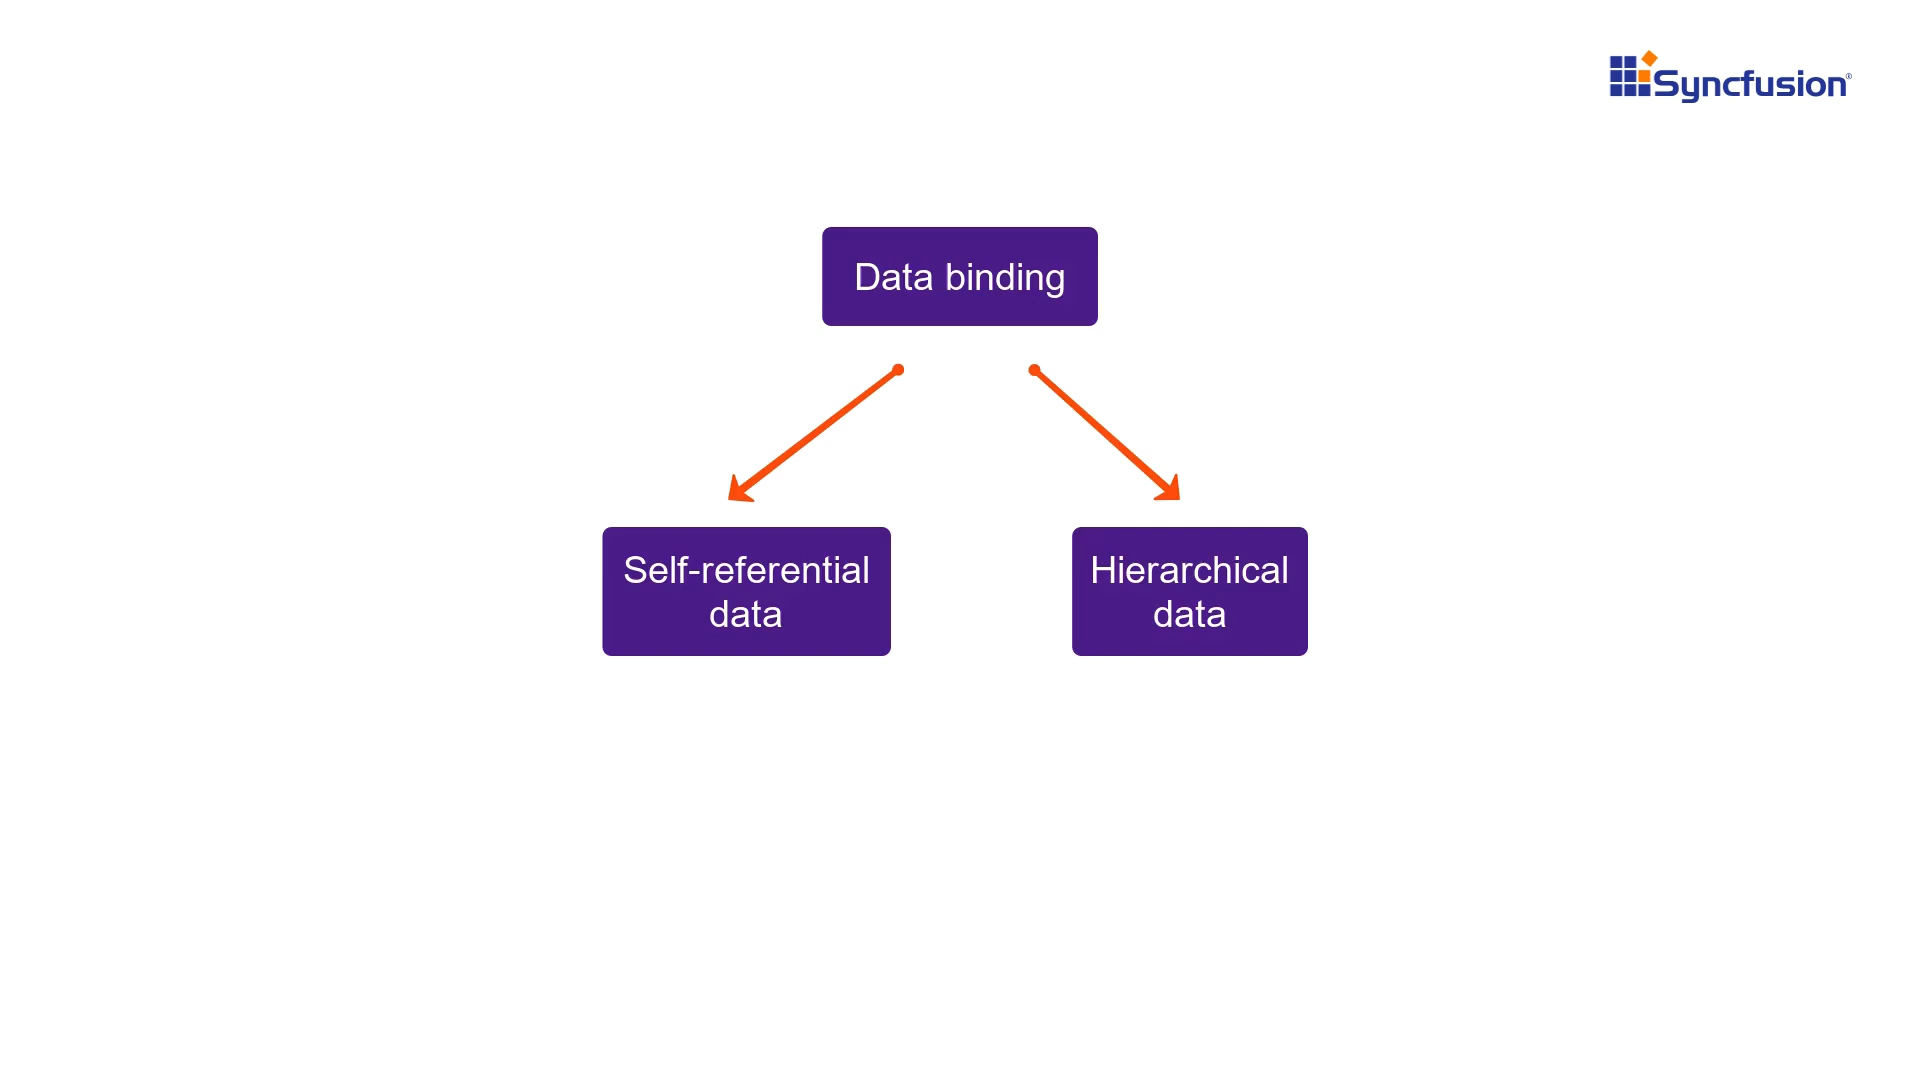 Syncfusion®
Data binding
Self-referential
data
Hierarchical
data